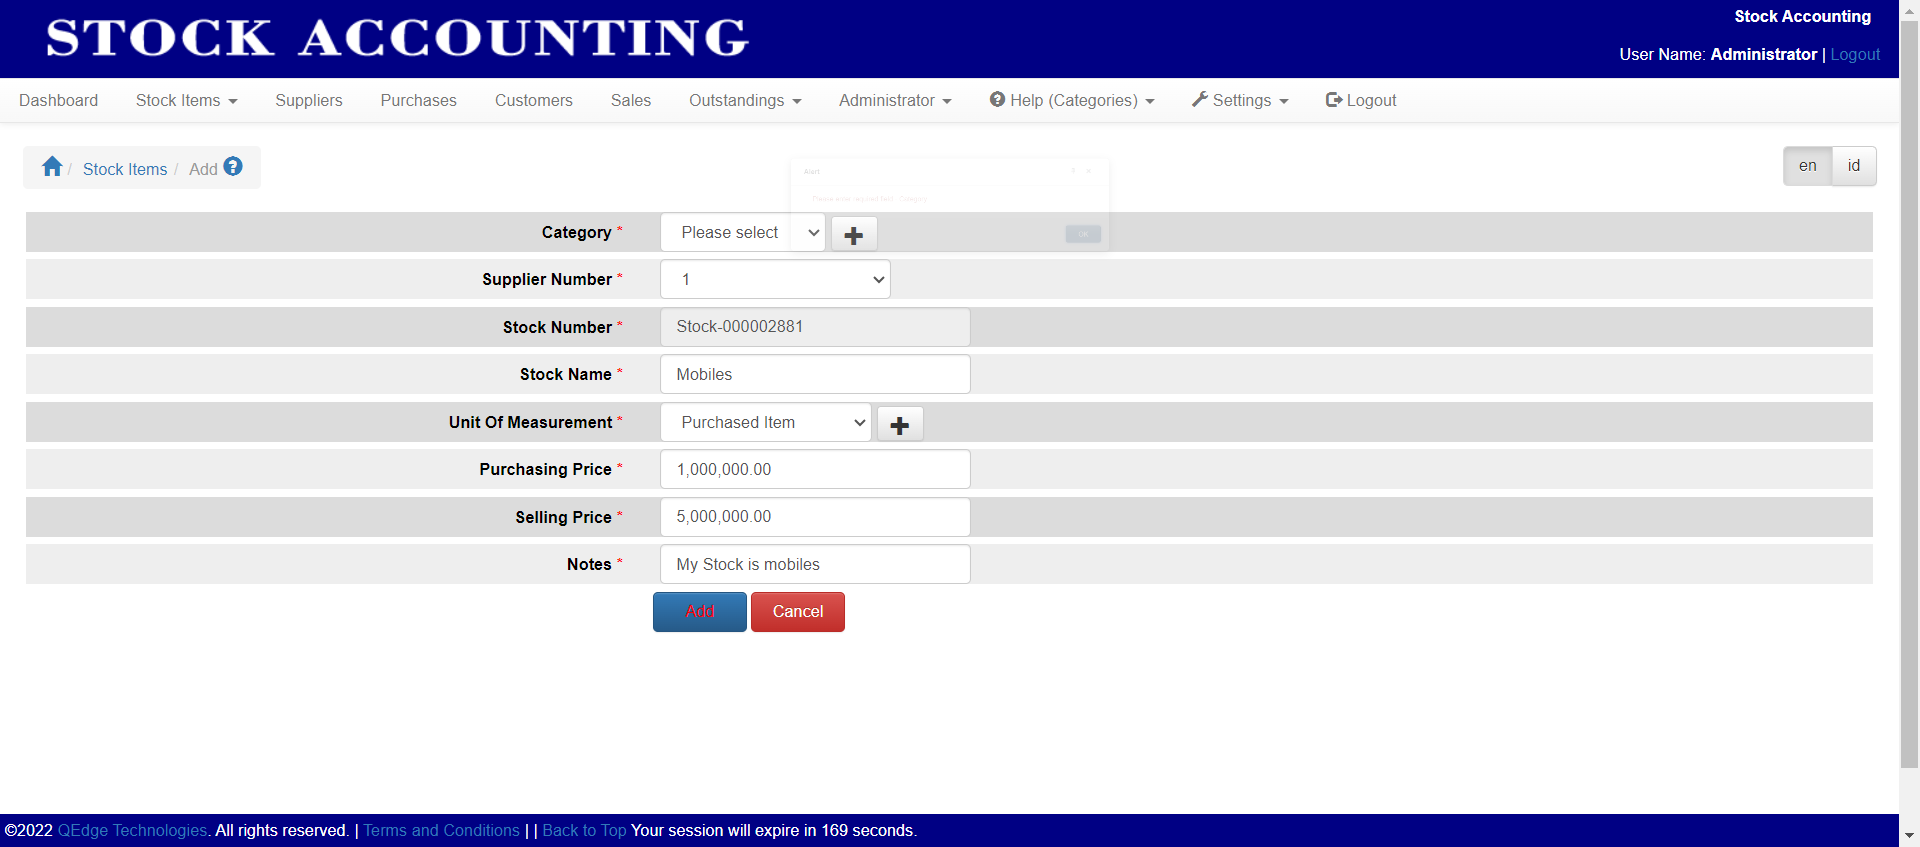 STOCK ACCOUNTING
Stock Accounting
User Name: Administrator | Logout
Dashboard Stock Items Suppliers Purchases Customers Sales Outstandings Administrator Help (Categories) Settings Logout
/ Stock Items / Add
en id
Alert
Category * Please select
OK
Supplier Number * 1
Stock Number * Stock-000002881
Stock Name * Mobiles
Unit Of Measurement * Purchased Item
Purchasing Price * 1,000,000.00
Selling Price * 5,000,000.00
Notes * My Stock is mobiles
Add Cancel
©2022 QEdge Technologies. All rights reserved. | Terms and Conditions | | Back to Top Your session will expire in 169 seconds.